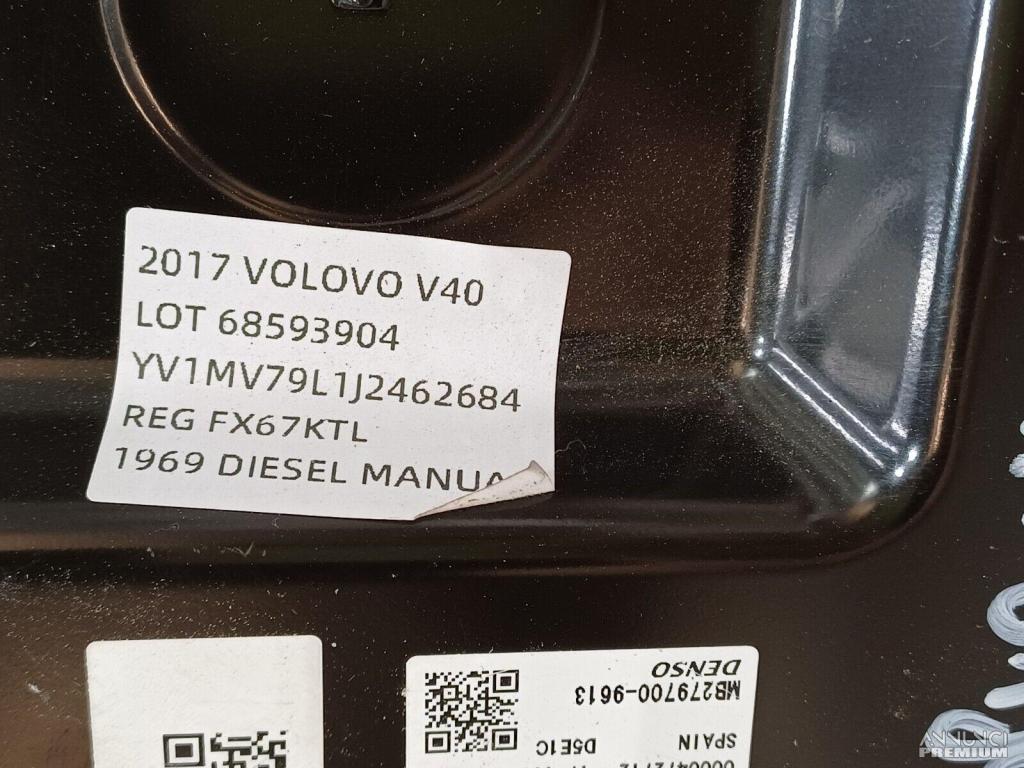 2017 VOLOVO V40
LOT 68593904
YV1MV79L1J2462684
REG FX67KTL
1969 DIESEL MANUA
DENSO
MB279700-9613
D5E1C
SPAIN
ANNUNCI
PREMIUM